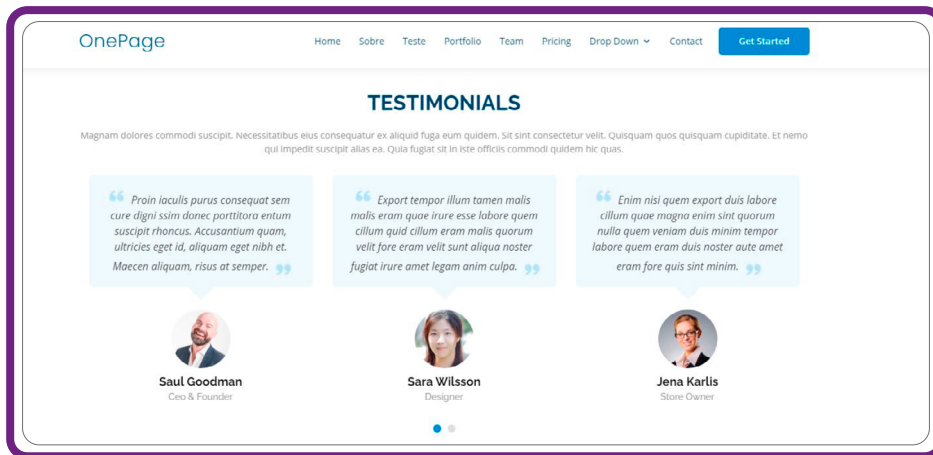 OnePage
Home Sobre Teste Portfolio Team Pricing Drop Down Contact Get Started
TESTIMONIALS
Magnam dolores commodi suscipit. Necessitatibus eius consequatur ex aliquid fuga eum quidem. Sit sint consectetur velit. Quisquam quos quisquam cupiditate. Et nemo
qui impedit suscipit alias ea. Quia fugiat sit in iste officiis commodi quidem hic quas.
“ Proin iaculis purus consequat sem
cure digni ssim donec porttitora entum
suscipit rhoncus. Accusantium quam,
ultricies eget id, aliquam eget nibh et.
Maecen aliquam, risus at semper. ”
“ Export tempor illum tamen malis
malis eram quae irure esse labore quem
cillum quid cillum eram malis quorum
velit fore eram velit sunt aliqua noster
fugiat irure amet legam anim culpa. ”
“ Enim nisi quem export duis labore
cillum quae magna enim sint quorum
nulla quem veniam duis minim tempor
labore quem eram duis noster aute amet
eram fore quis sint minim. ”
Saul Goodman
Ceo & Founder
Sara Wilsson
Designer
Jena Karlis
Store Owner